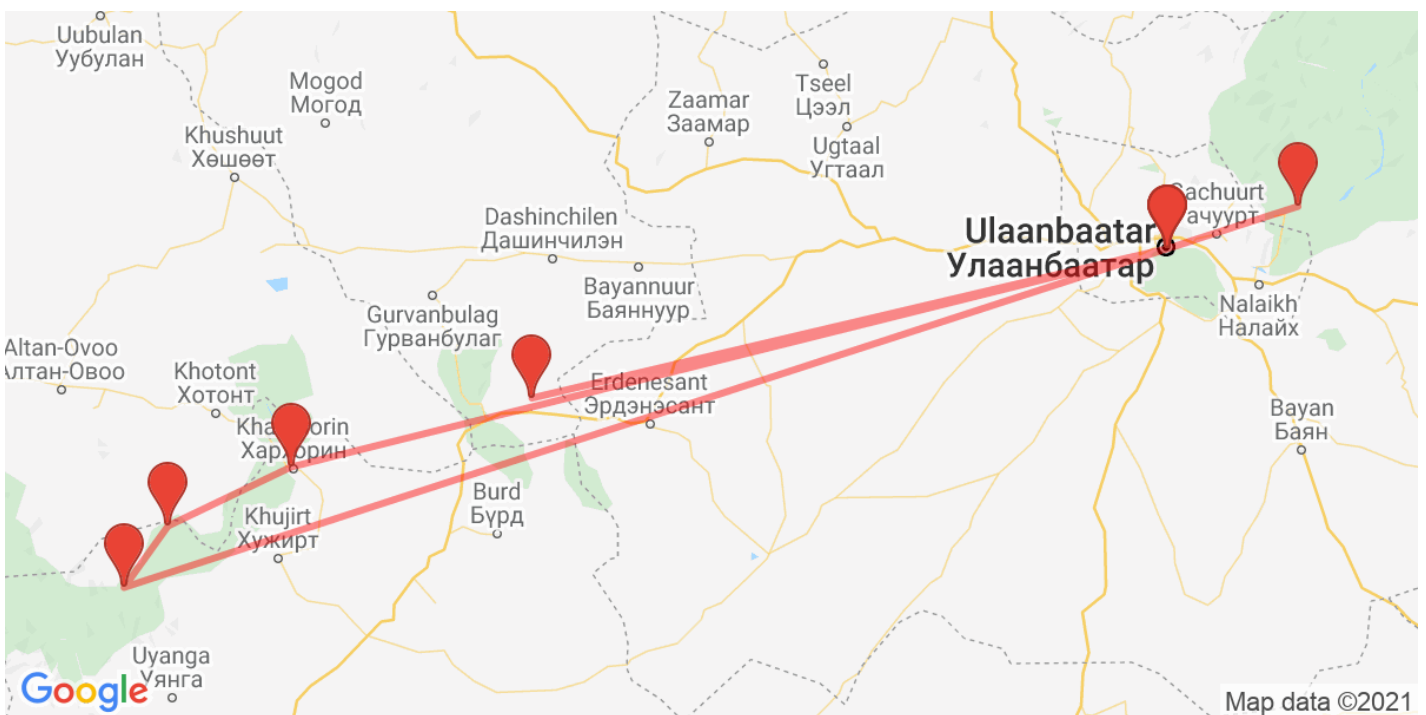 Uubulan
Уубулан
Mogod
Могод
Tseel
Цээл
Zaamar
Заамар
Khushuut
Хөшөөт
Ugtaal
Угтаал
Dashinchilen
Дашинчилэн
Ulaanbaatar
Улаанбаатар
Bayannuur
Баяннуур
Nalaikh
Налайх
Gurvanbulag
Гурванбулаг
Altan-Ovoo
Алтан-Овоо
Khotont
Хотонт
Erdenesant
Эрдэнэсант
Bayan
Баян
Burd
Бүрд
Khujirt
Хужирт
Uyanga
Уянга
Google
Map data ©2021